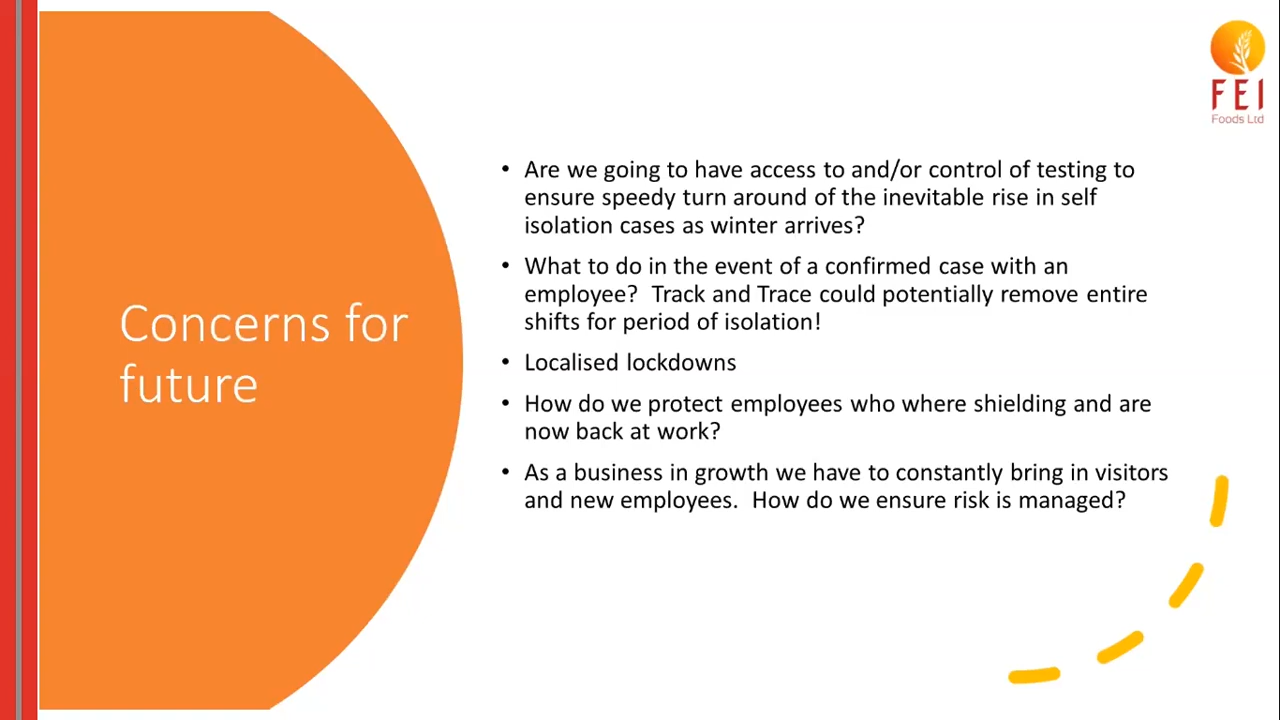 FEI
Foods Ltd
Concerns for
future
• Are we going to have access to and/or control of testing to
ensure speedy turn around of the inevitable rise in self
isolation cases as winter arrives?
• What to do in the event of a confirmed case with an
employee?  Track and Trace could potentially remove entire
shifts for period of isolation!
• Localised lockdowns
• How do we protect employees who where shielding and are
now back at work?
• As a business in growth we have to constantly bring in visitors
and new employees.  How do we ensure risk is managed?